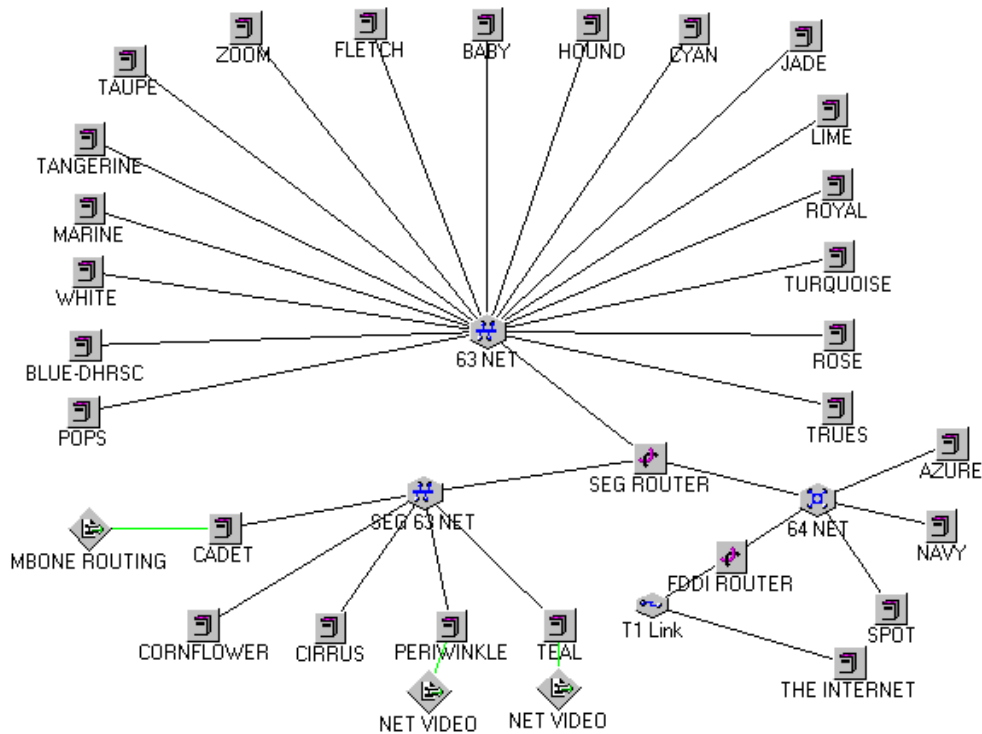 ZOOM
FLETCH
BABY
HOUND
CYAN
JADE
TAUPE
LIME
TANGERINE
ROYAL
MARINE
TURQUOISE
WHITE
63 NET
ROSE
BLUE-DHRSC
POPS
TRUES
AZURE
SEG ROUTER
SEG 63 NET
64 NET
NAVY
CADET
MBONE ROUTING
FDDI ROUTER
T1 Link
SPOT
CORNFLOWER
CIRRUS
PERIWINKLE
TEAL
THE INTERNET
NET VIDEO
NET VIDEO